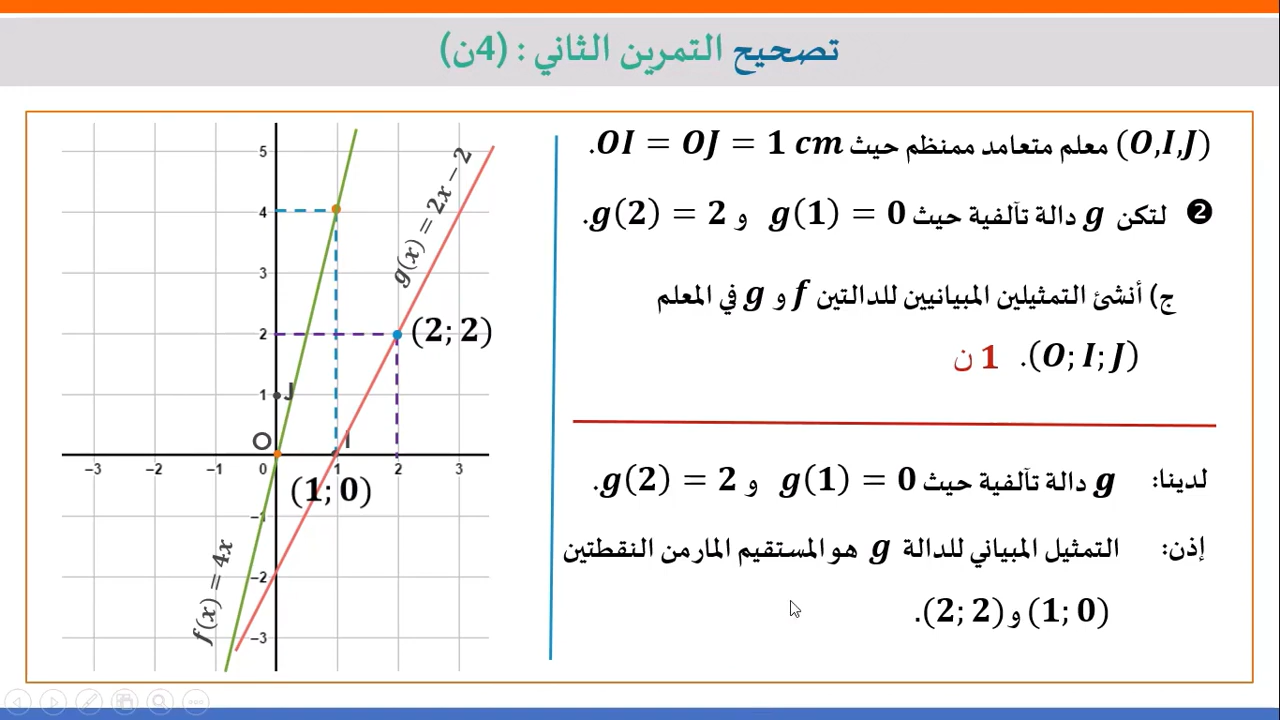 تصحيح التمرين الثاني : (4ن)
(O,I,J) معلم متعامد ممنظم حيث OI = OJ = 1 cm.
❷ لتكن g دالة تآلفية حيث g(1) = 0 و g(2) = 2.
ج) أنشئ التمثيلين المبيانيين للدالتين f و g في المعلم
(O; I; J). 1 ن
لدينا: g دالة تآلفية حيث g(1) = 0 و g(2) = 2.
إذن: التمثيل المبياني للدالة g هو المستقيم المار من النقطتين
(1; 0) و (2; 2).
5
4
3
2
1
0
−1
−2
−3
−3
−2
−1
1
2
3
O
I
J
g(x) = 2x − 2
f(x) = 4x
(2; 2)
(1; 0)